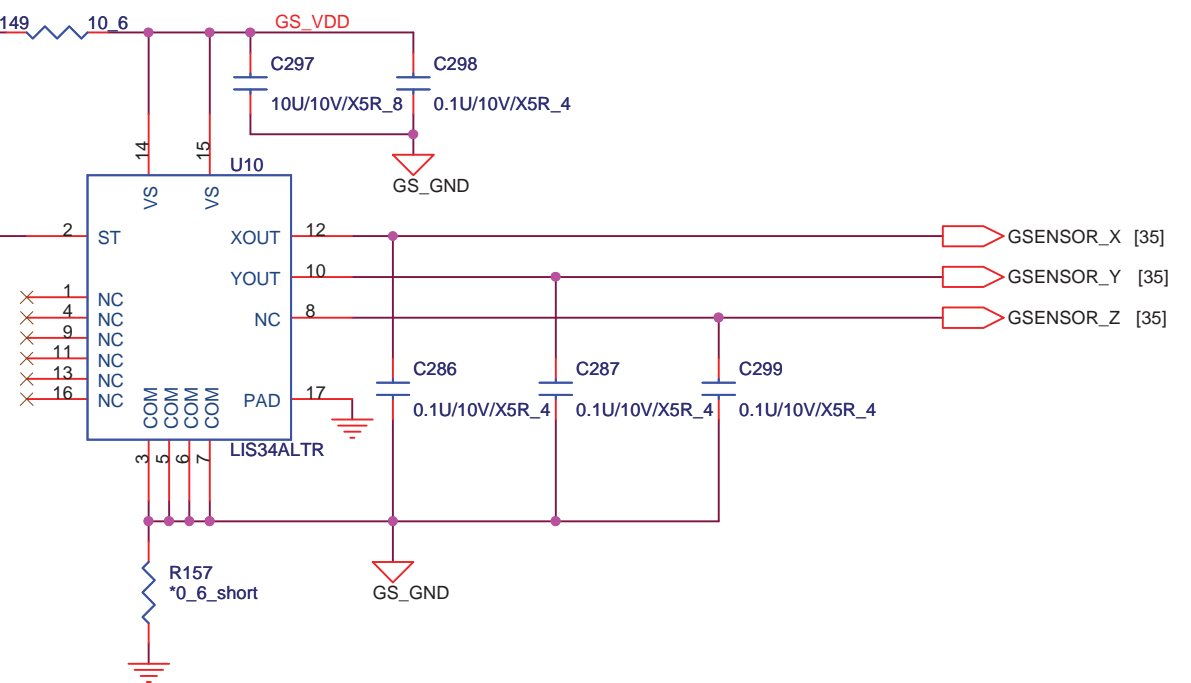 149 10_6 GS_VDD
C297
10U/10V/X5R_8
C298
0.1U/10V/X5R_4
GS_GND
14
15
U10
VS
VS
2 ST
XOUT 12
GSENSOR_X [35]
YOUT 10
GSENSOR_Y [35]
NC 8
GSENSOR_Z [35]
1 NC
4 NC
9 NC
11 NC
13 NC
16 NC
COM
COM
COM
COM
PAD 17
3
5
6
7
LIS34ALTR
C286
0.1U/10V/X5R_4
C287
0.1U/10V/X5R_4
C299
0.1U/10V/X5R_4
R157
*0_6_short
GS_GND